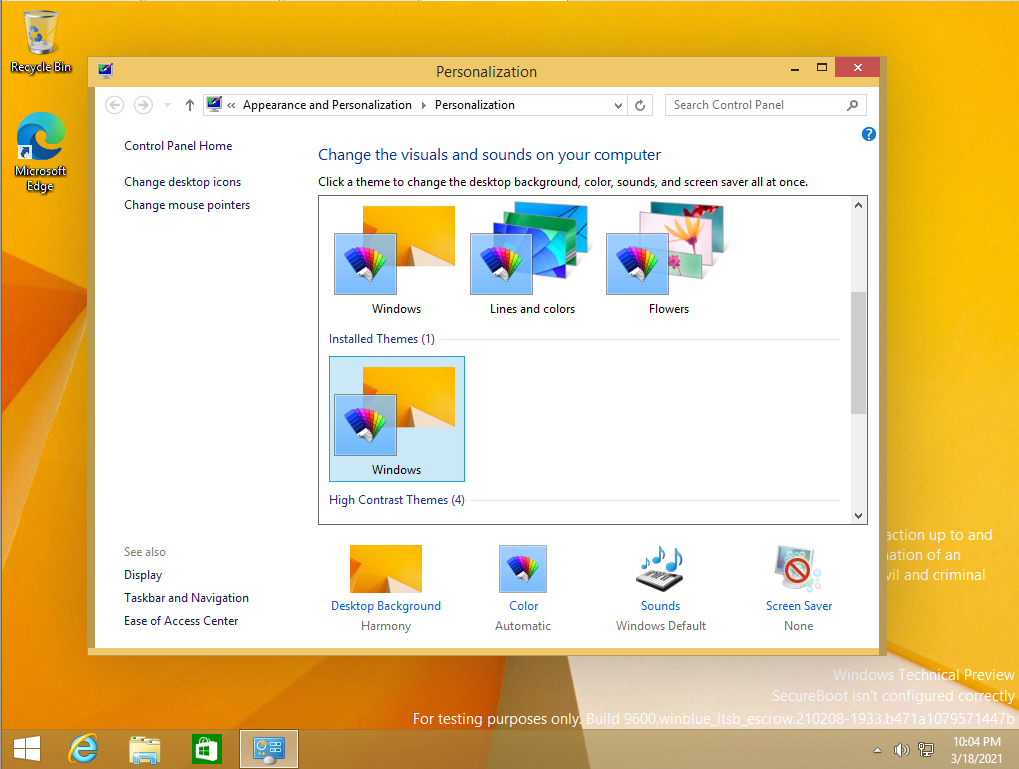 Recycle Bin
Microsoft
Edge
Personalization
« Appearance and Personalization Personalization
Search Control Panel
Control Panel Home
Change desktop icons
Change mouse pointers
See also
Display
Taskbar and Navigation
Ease of Access Center
?
Change the visuals and sounds on your computer
Click a theme to change the desktop background, color, sounds, and screen saver all at once.
Windows
Lines and colors
Flowers
Installed Themes (1)
Windows
High Contrast Themes (4)
Desktop Background
Harmony
Color
Automatic
Sounds
Windows Default
Screen Saver
None
action up to and
nation of an
vil and criminal
Windows Technical Preview
SecureBoot isn't configured correctly
For testing purposes only. Build 9600.winblue_ltsb_escrow.210208-1933.b471a1079571447b
10:04 PM
3/18/2021